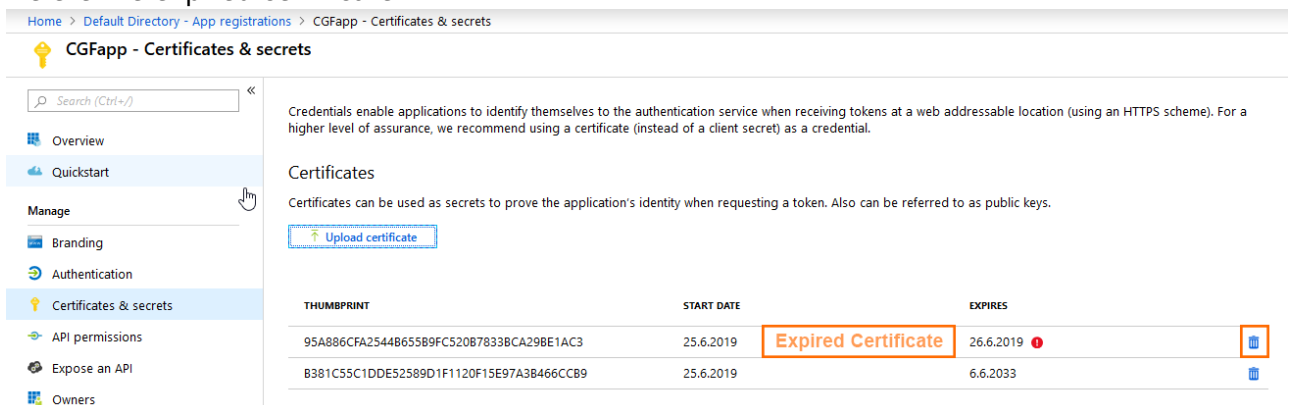 Home > Default Directory - App registrations > CGFapp - Certificates & secrets
CGFapp - Certificates & secrets
Search (Ctrl+/)
«
Overview
Quickstart
Manage
Branding
Authentication
Certificates & secrets
API permissions
Expose an API
Owners
Credentials enable applications to identify themselves to the authentication service when receiving tokens at a web addressable location (using an HTTPS scheme). For a
higher level of assurance, we recommend using a certificate (instead of a client secret) as a credential.
Certificates
Certificates can be used as secrets to prove the application's identity when requesting a token. Also can be referred to as public keys.
Upload certificate
THUMBPRINT START DATE EXPIRES
95A886CFA2544B655B9FC520B7833BCA29BE1AC3 25.6.2019 Expired Certificate 26.6.2019
B381C55C1DDE52589D1F1120F15E97A3B466CCB9 25.6.2019 6.6.2033